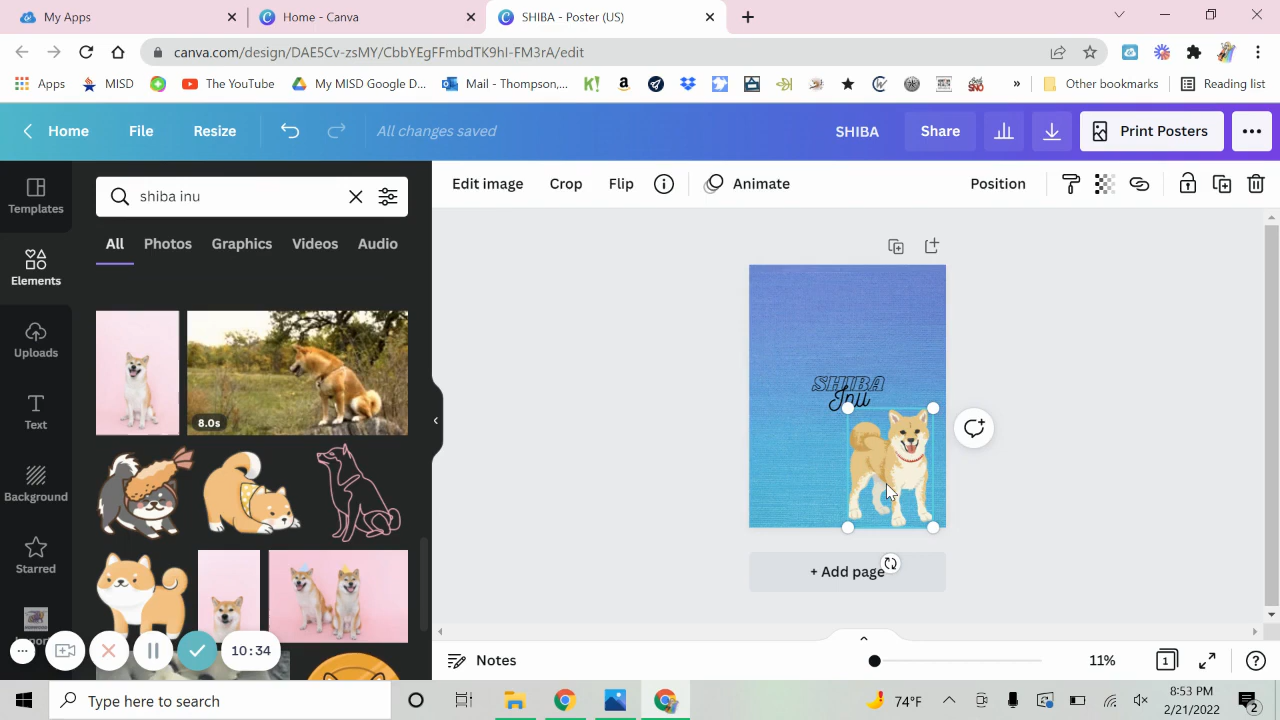 My Apps
Home - Canva
SHIBA - Poster (US)
canva.com/design/DAE5Cv-zsMY/CbbYEgFFmbdTK9hI-FM3rA/edit
Apps
MISD
The YouTube
My MISD Google D...
Mail - Thompson,...
K!
a
SNO
»
Other bookmarks
Reading list
Home
File
Resize
All changes saved
SHIBA
Share
Print Posters
Templates
Elements
Uploads
Text
Background
Starred
shiba inu
All
Photos
Graphics
Videos
Audio
8.0s
10:34
Edit image
Crop
Flip
Animate
Position
SHIBA
Inu
+ Add page
Notes
11%
1
Type here to search
74°F
8:53 PM
2/21/2022
2